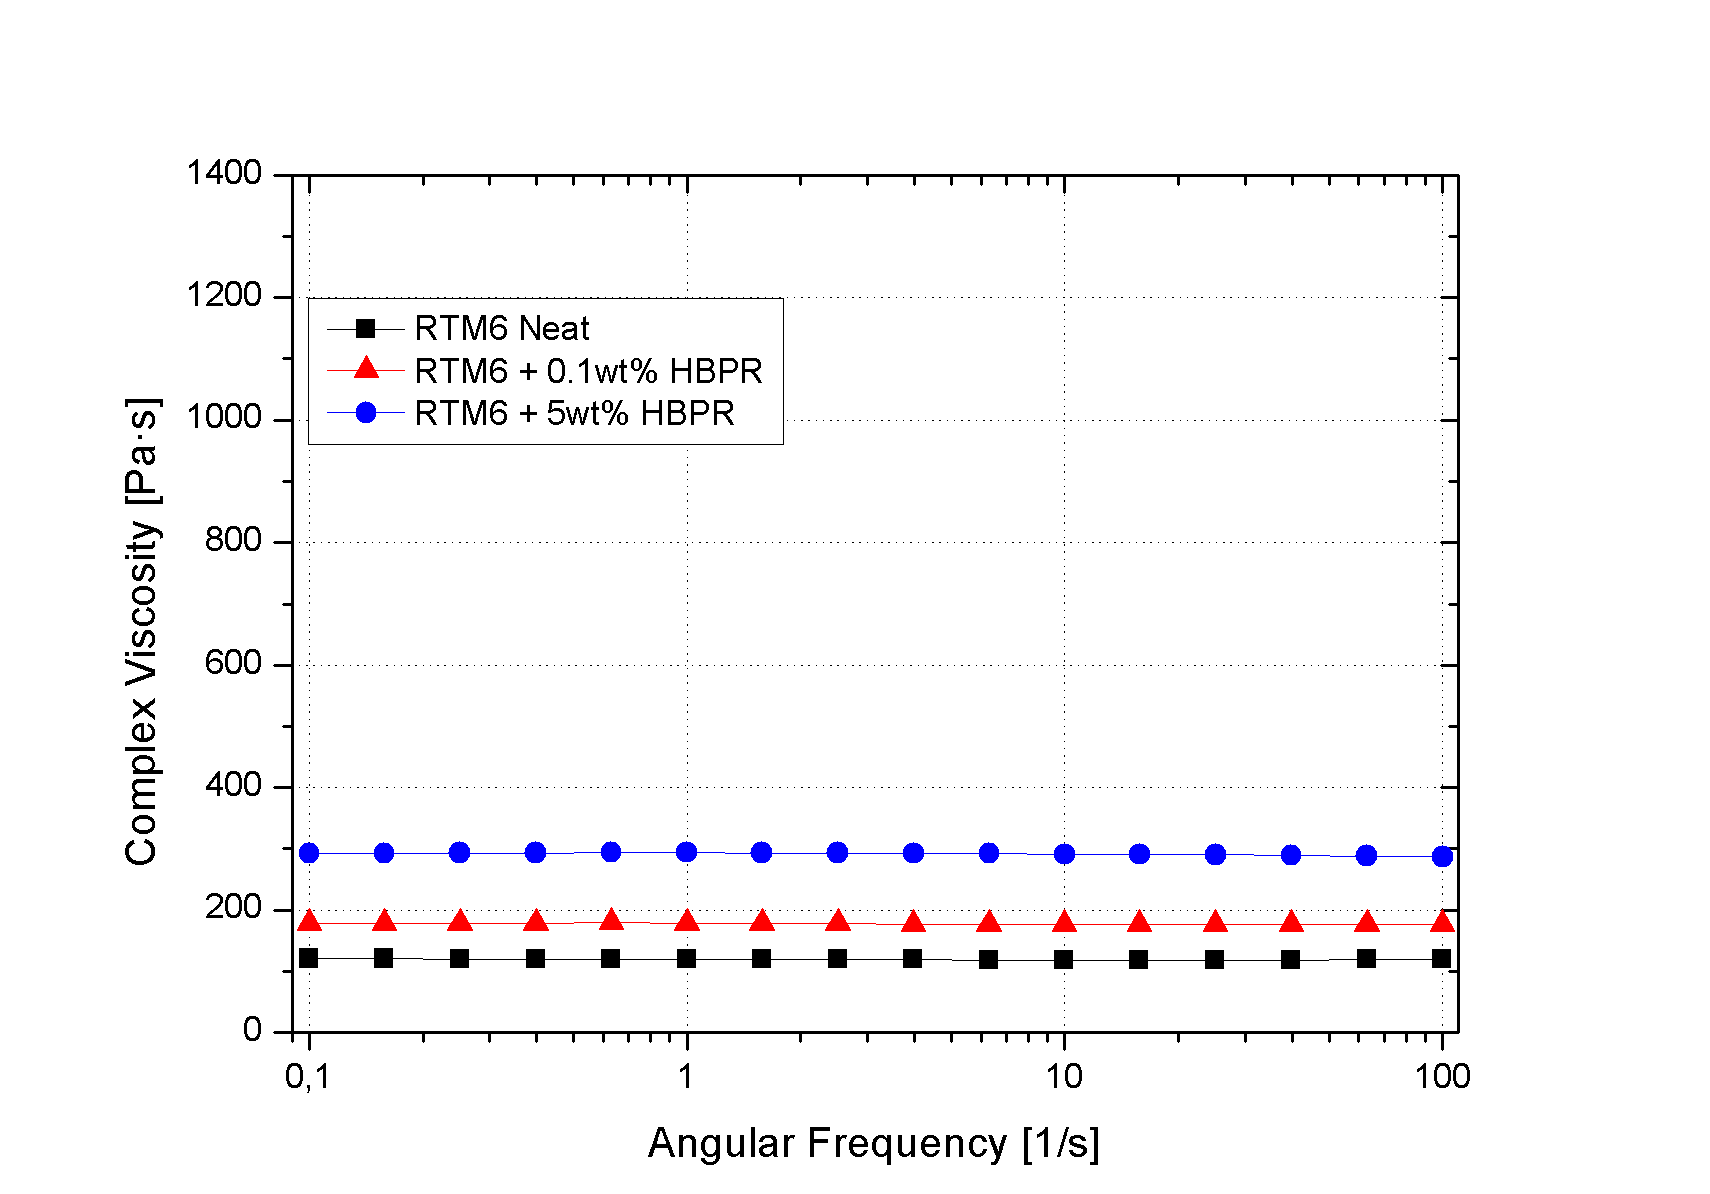 1400
1200
1000
800
600
400
200
0
Complex Viscosity [Pa·s]
RTM6 Neat
RTM6 + 0.1wt% HBPR
RTM6 + 5wt% HBPR
0,1 1 10 100
Angular Frequency [1/s]